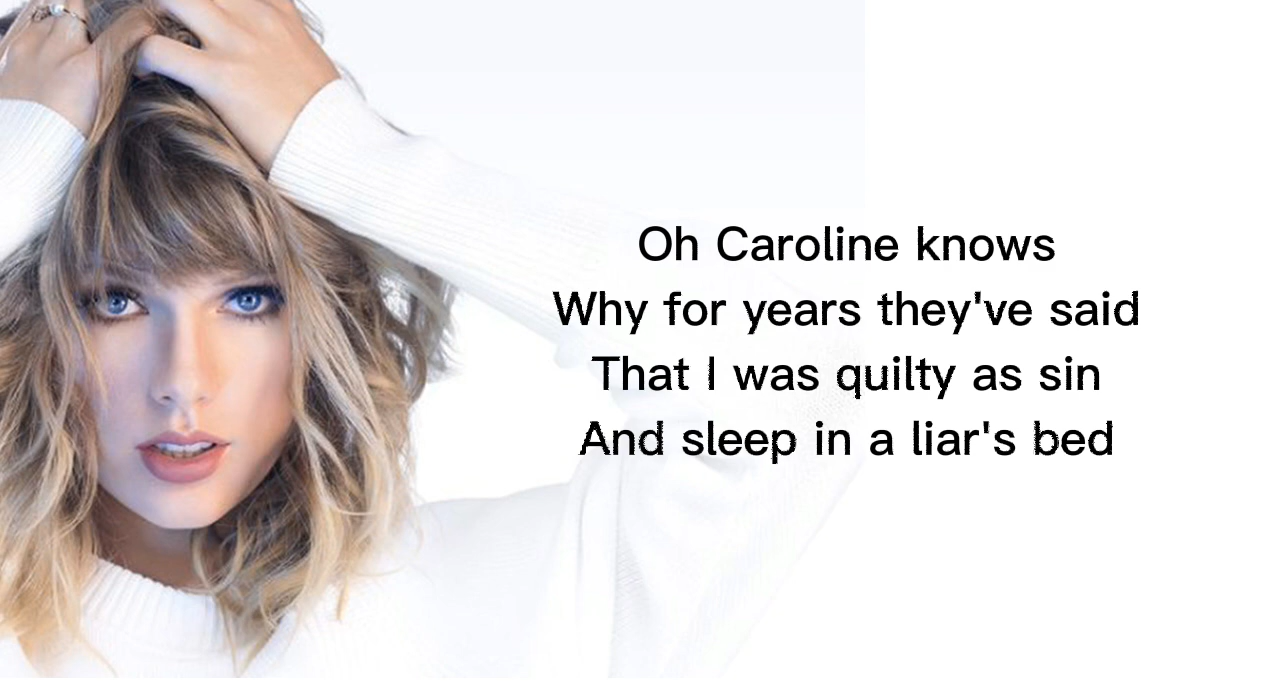 Oh Caroline knows
Why for years they've said
That I was quilty as sin
And sleep in a liar's bed